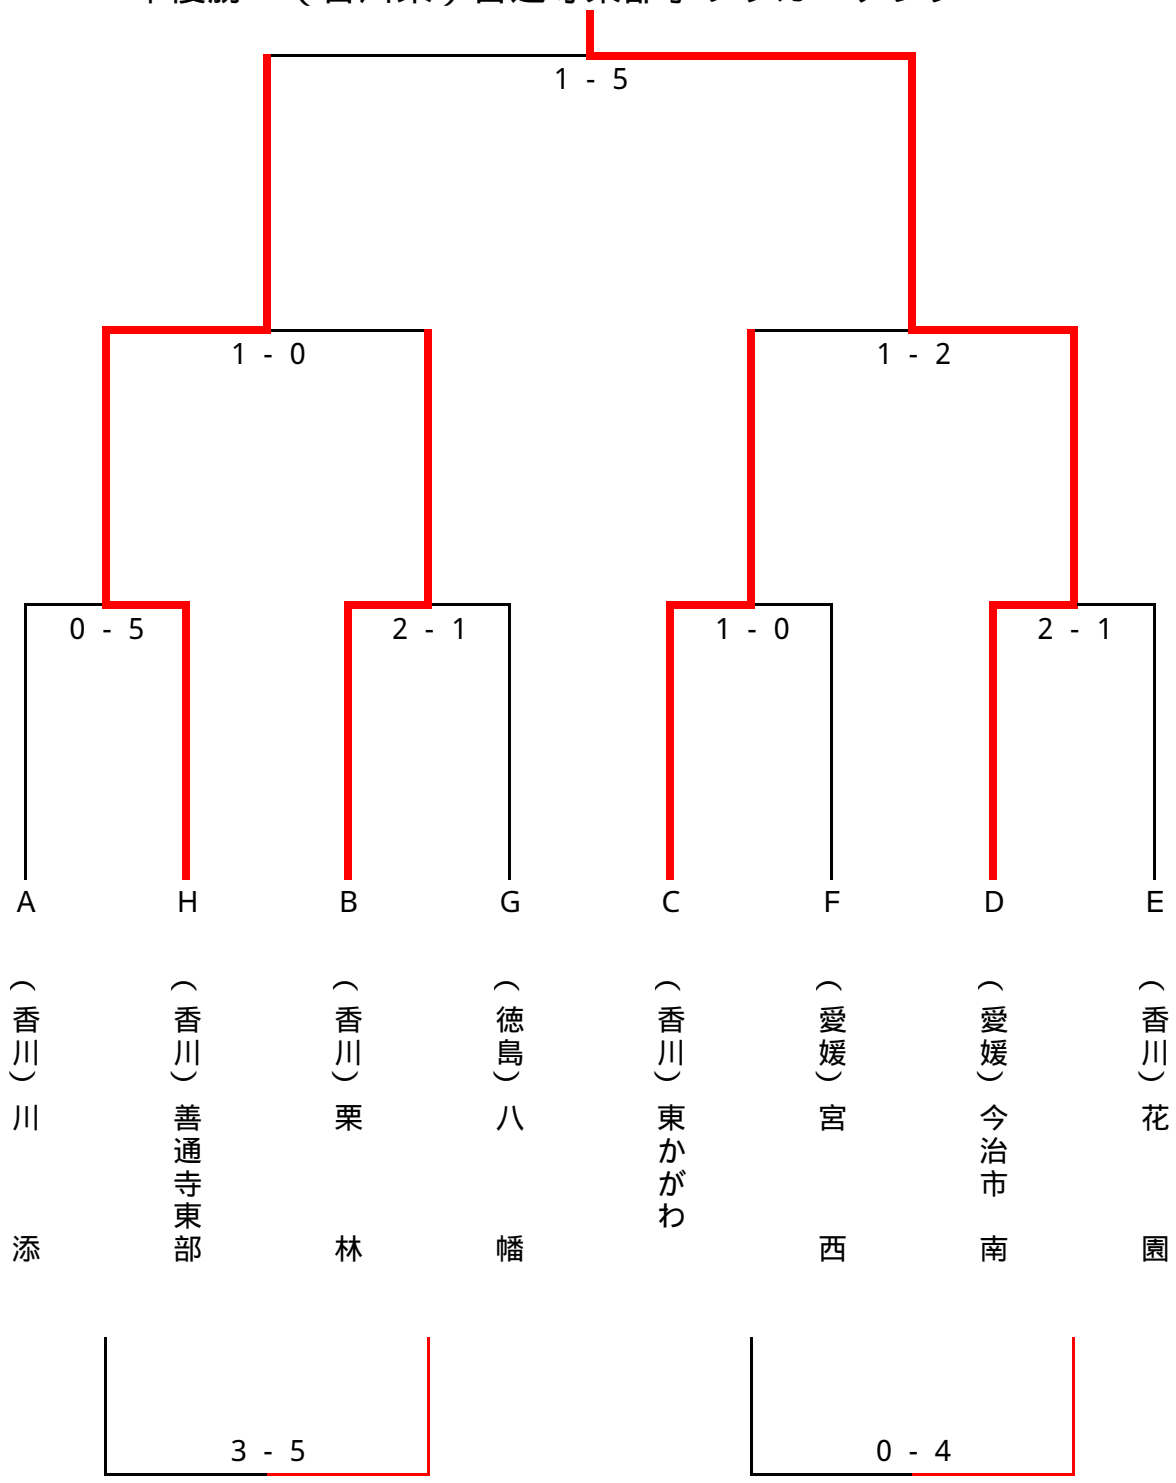 1 - 5
1 - 0
1 - 2
0 - 5
2 - 1
1 - 0
2 - 1
A
H
B
G
C
F
D
E
(香川)川添
(香川)善通寺東部
(香川)栗林
(徳島)八幡
(香川)東かがわ
(愛媛)宮西
(愛媛)今治市南
(香川)花園
3 - 5
0 - 4